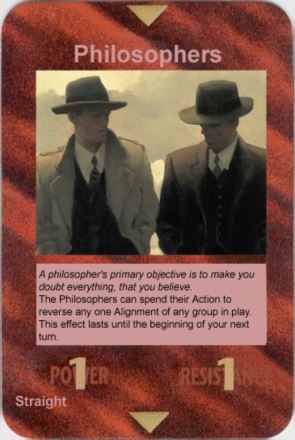 Philosophers
A philosopher's primary objective is to make you
doubt everything, that you believe.
The Philosophers can spend their Action to
reverse any one Alignment of any group in play.
This effect lasts until the beginning of your next
turn.
POWER 1 RESISTANCE 1
Straight